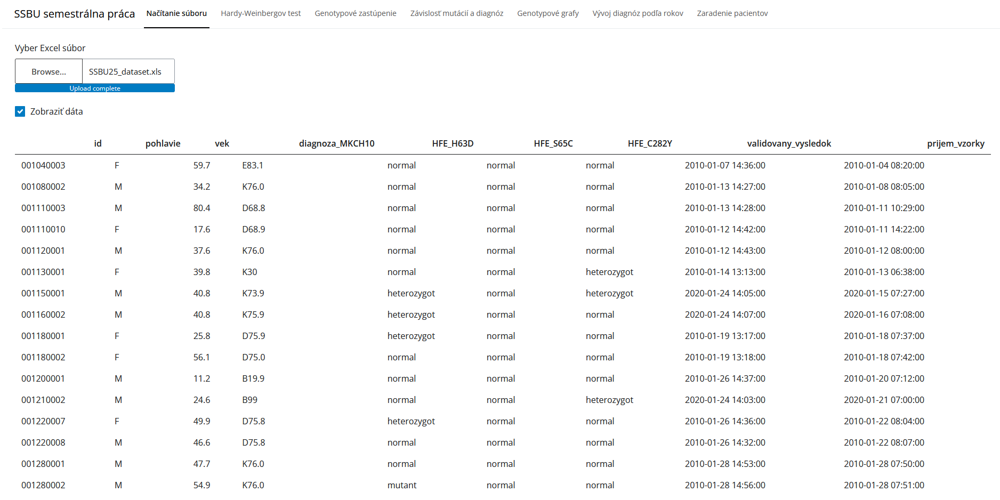 SSBU semestrálna práca Načítanie súboru Hardy-Weinbergov test Genotypové zastúpenie Závislosť mutácií a diagnóz Genotypové grafy Vývoj diagnóz podľa rokov Zaradenie pacientov
Vyber Excel súbor
Browse... SSBU25_dataset.xls
Upload complete
Zobraziť dáta
id pohlavie vek diagnoza_MKCH10 HFE_H63D HFE_S65C HFE_C282Y validovany_vysledok prijem_vzorky
001040003 F 59.7 E83.1 normal normal normal 2010-01-07 14:36:00 2010-01-04 08:20:00
001080002 M 34.2 K76.0 normal normal normal 2010-01-13 14:27:00 2010-01-08 08:05:00
001110003 M 80.4 D68.8 normal normal normal 2010-01-13 14:28:00 2010-01-11 10:29:00
001110010 F 17.6 D68.9 normal normal normal 2010-01-12 14:42:00 2010-01-11 14:22:00
001120001 M 37.6 K76.0 normal normal normal 2010-01-12 14:43:00 2010-01-12 08:00:00
001130001 F 39.8 K30 normal normal heterozygot 2010-01-14 13:13:00 2010-01-13 06:38:00
001150001 M 40.8 K73.9 heterozygot normal heterozygot 2020-01-24 14:05:00 2020-01-15 07:27:00
001160002 M 40.8 K75.9 heterozygot normal normal 2020-01-24 14:07:00 2020-01-16 07:08:00
001180001 F 25.8 D75.9 heterozygot normal normal 2010-01-19 13:17:00 2010-01-18 07:37:00
001180002 F 56.1 D75.0 normal normal normal 2010-01-19 13:18:00 2010-01-18 07:42:00
001200001 M 11.2 B19.9 normal normal normal 2010-01-26 14:37:00 2010-01-20 07:12:00
001210002 M 24.6 B99 normal normal heterozygot 2020-01-24 14:03:00 2020-01-21 07:00:00
001220007 F 49.9 D75.8 heterozygot normal normal 2010-01-26 14:36:00 2010-01-22 08:04:00
001220008 M 46.6 D75.8 normal normal normal 2010-01-26 14:32:00 2010-01-22 08:07:00
001280001 M 47.7 K76.0 normal normal normal 2010-01-28 14:53:00 2010-01-28 07:50:00
001280002 M 54.9 K76.0 mutant normal normal 2010-01-28 14:56:00 2010-01-28 07:51:00